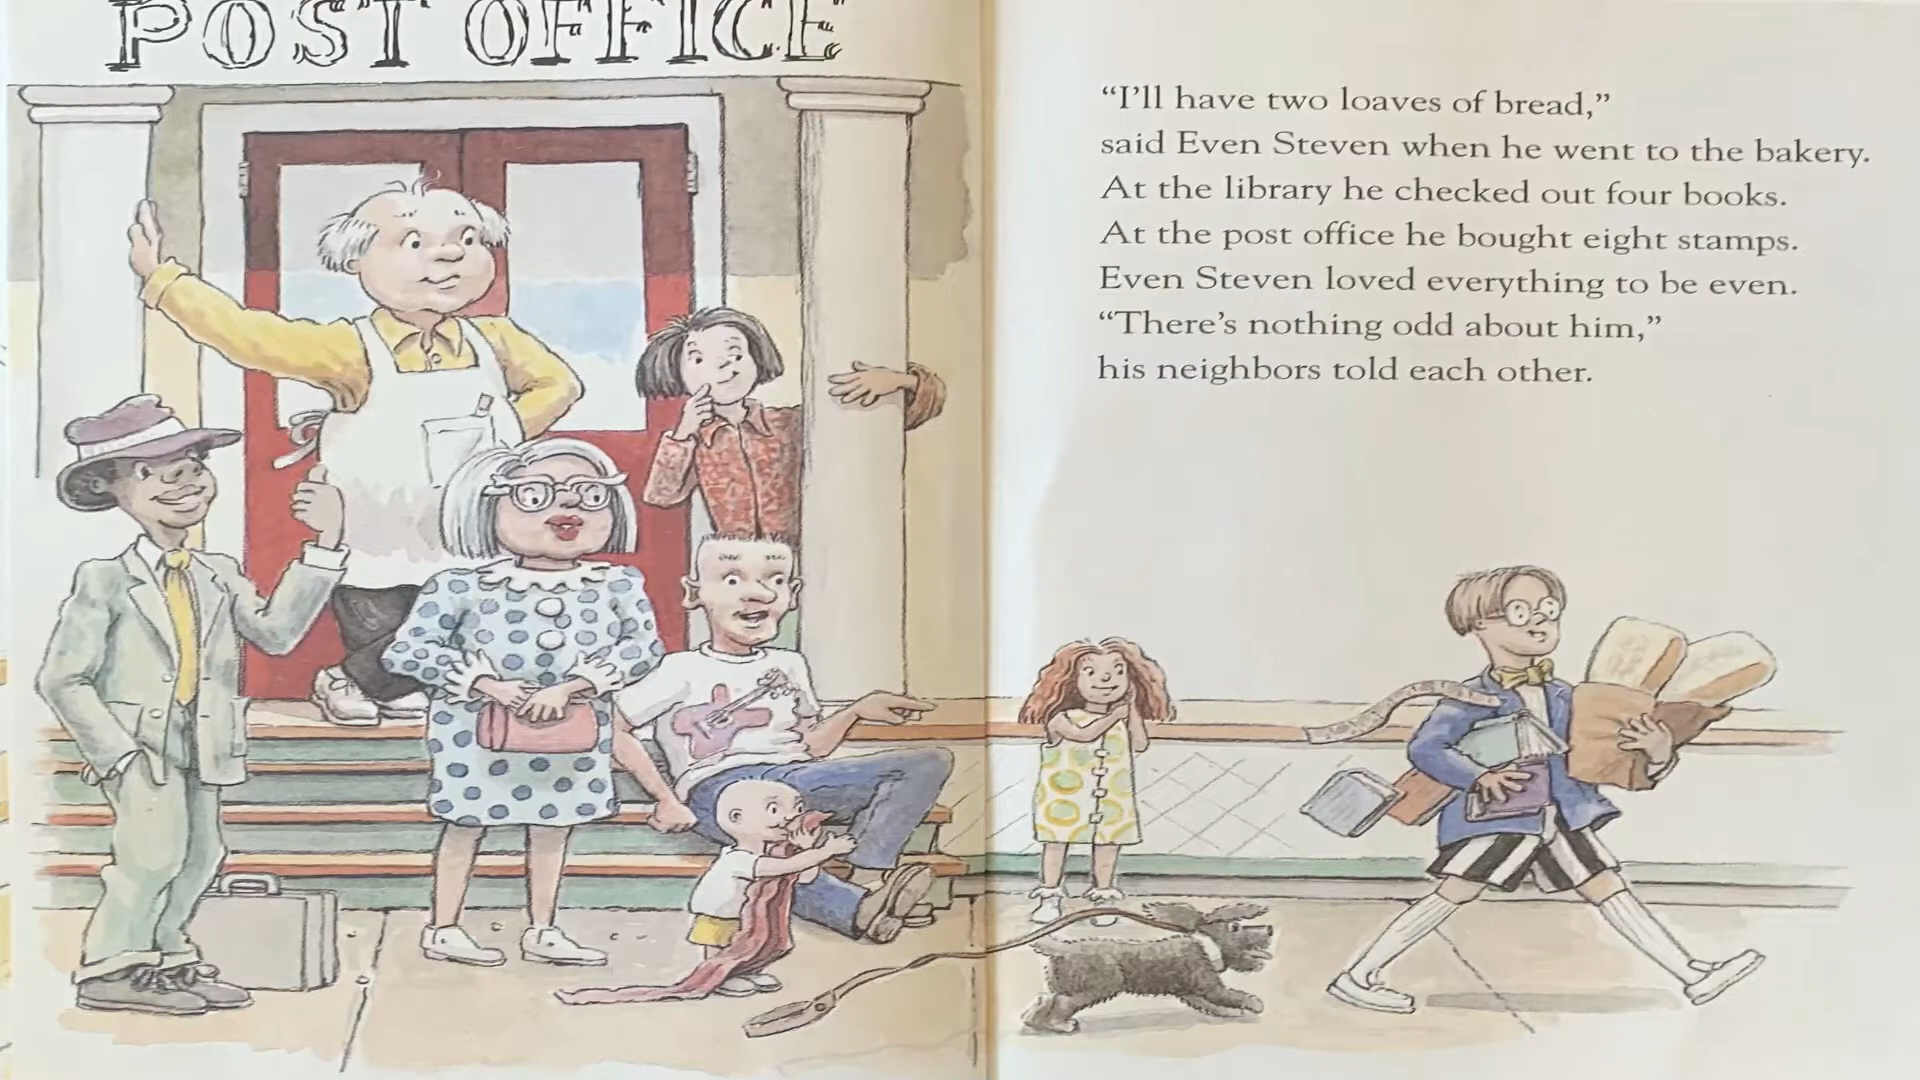 POST OFFICE
“I’ll have two loaves of bread,”
said Even Steven when he went to the bakery.
At the library he checked out four books.
At the post office he bought eight stamps.
Even Steven loved everything to be even.
“There’s nothing odd about him,”
his neighbors told each other.